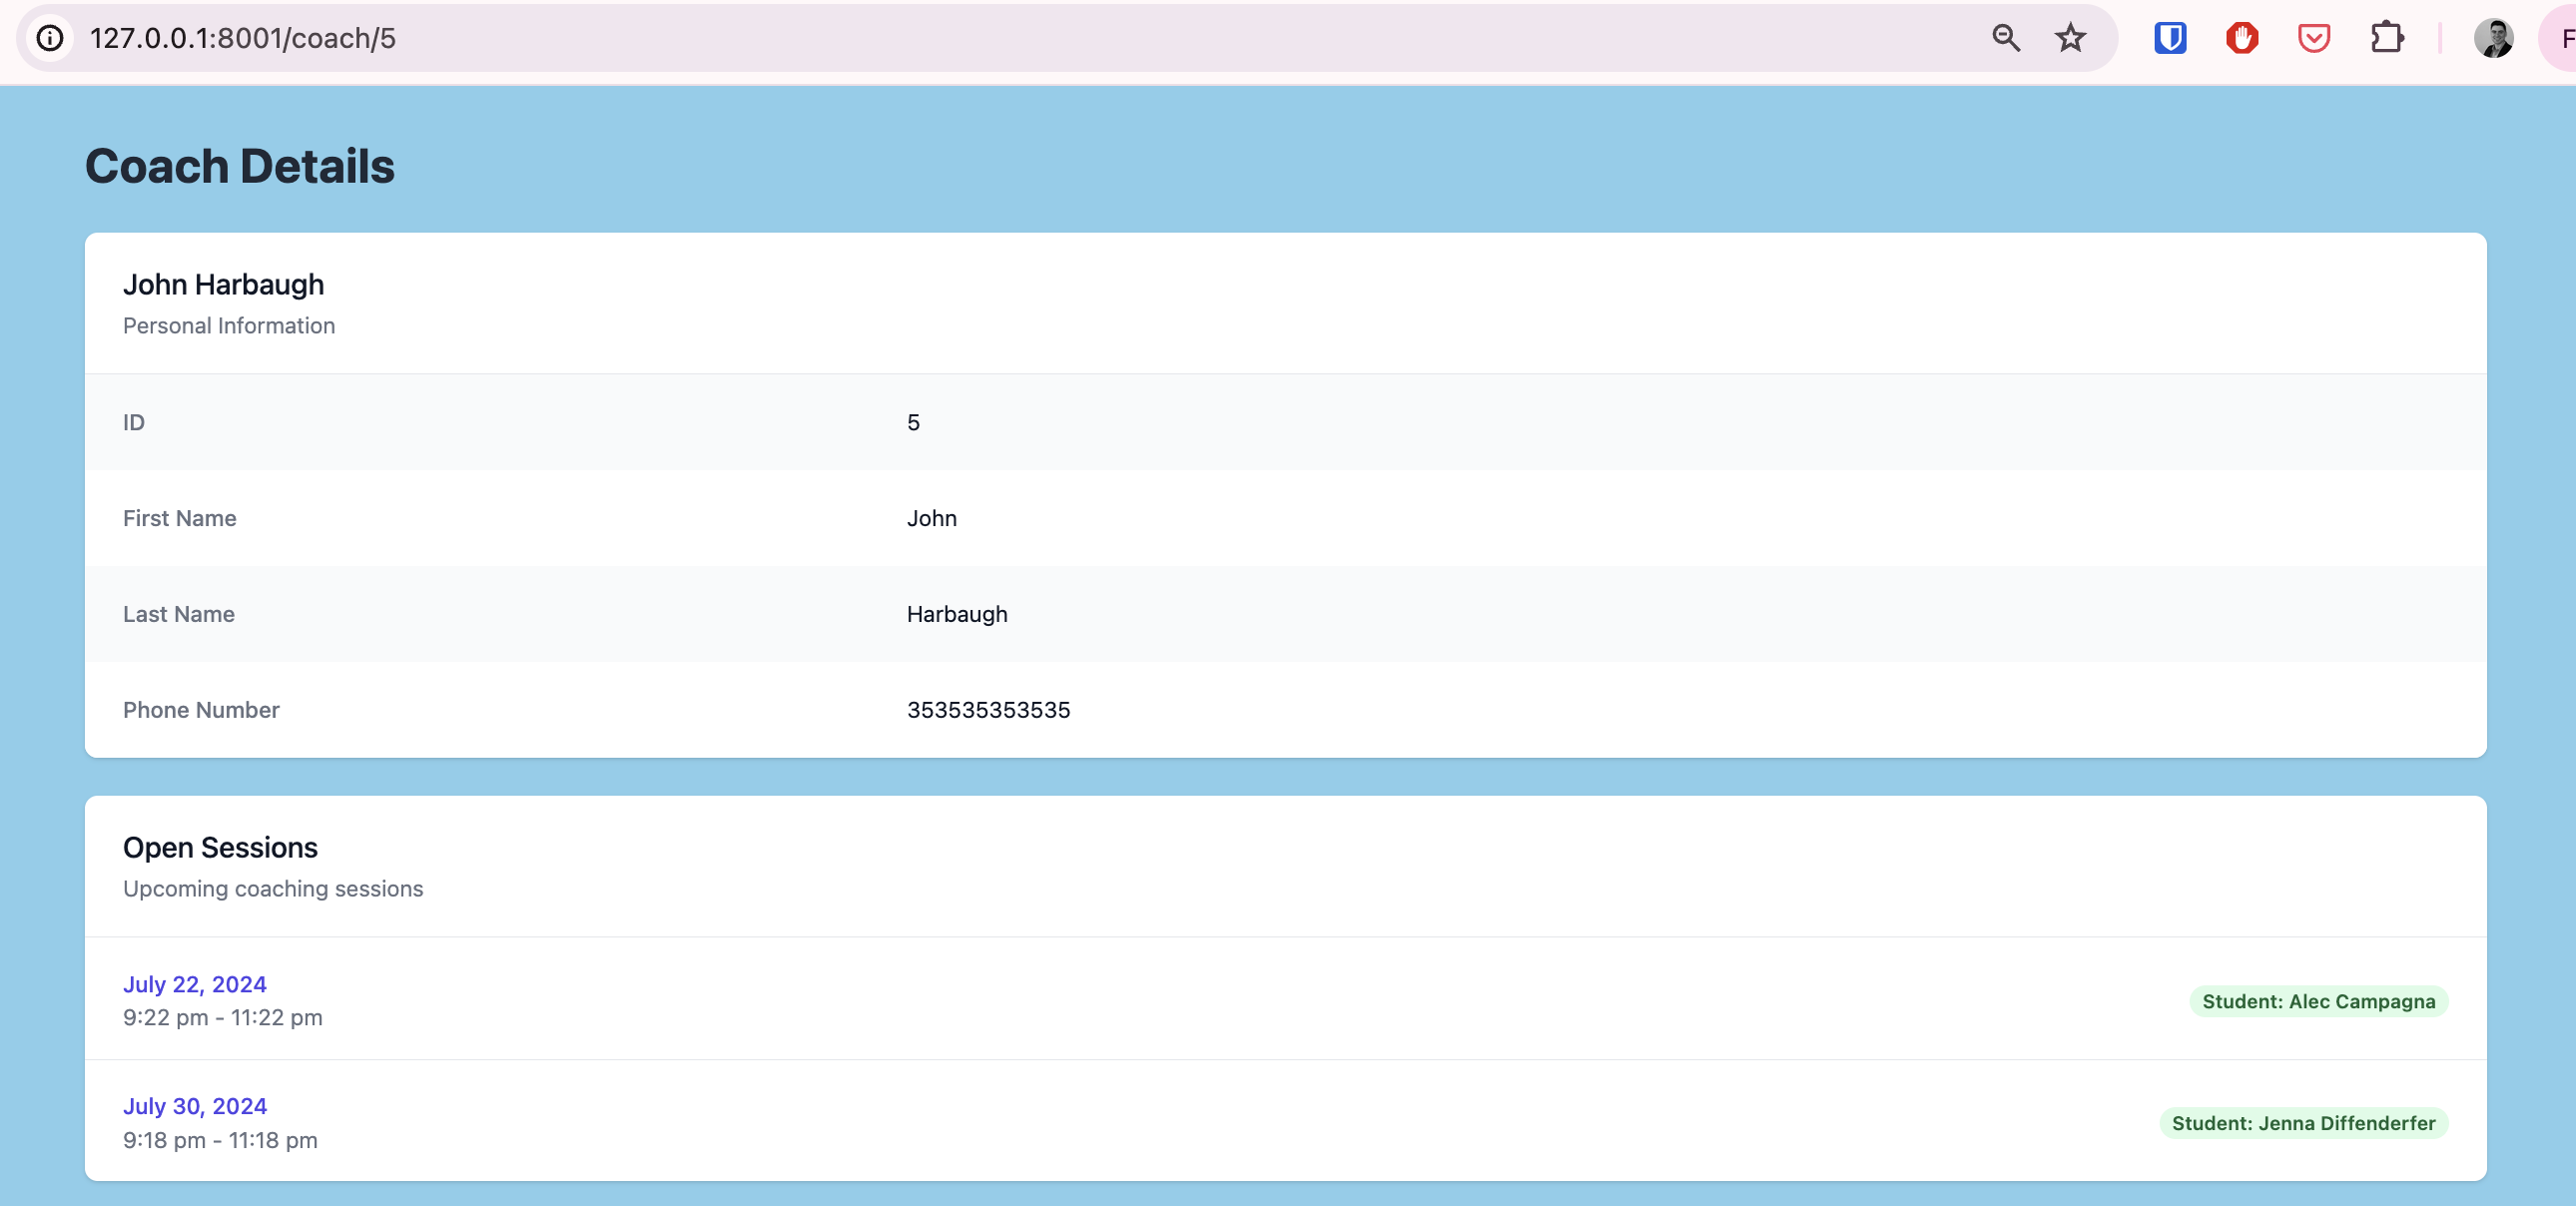 127.0.0.1:8001/coach/5
F
Coach Details
John Harbaugh
Personal Information
ID 5
First Name John
Last Name Harbaugh
Phone Number 353535353535
Open Sessions
Upcoming coaching sessions
July 22, 2024
9:22 pm - 11:22 pm
Student: Alec Campagna
July 30, 2024
9:18 pm - 11:18 pm
Student: Jenna Diffenderfer